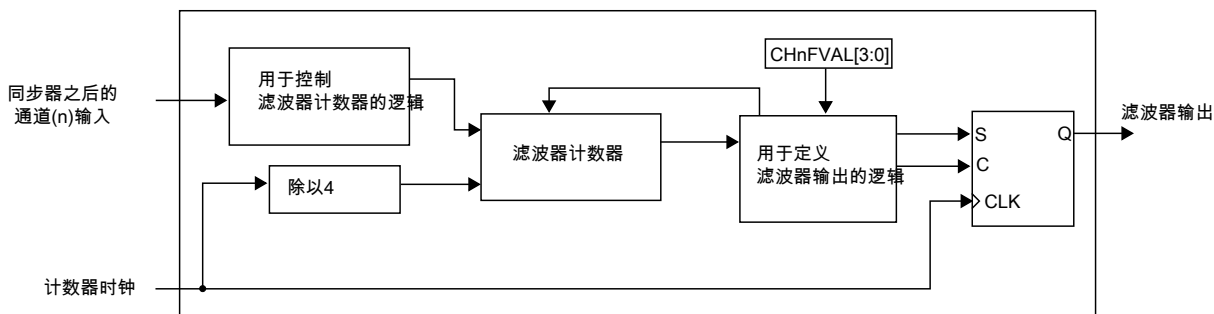 CHnFVAL[3:0]
用于控制
滤波器计数器的逻辑
同步器之后的
通道(n)输入
滤波器计数器
用于定义
滤波器输出的逻辑
S
Q
C
CLK
滤波器输出
除以4
计数器时钟